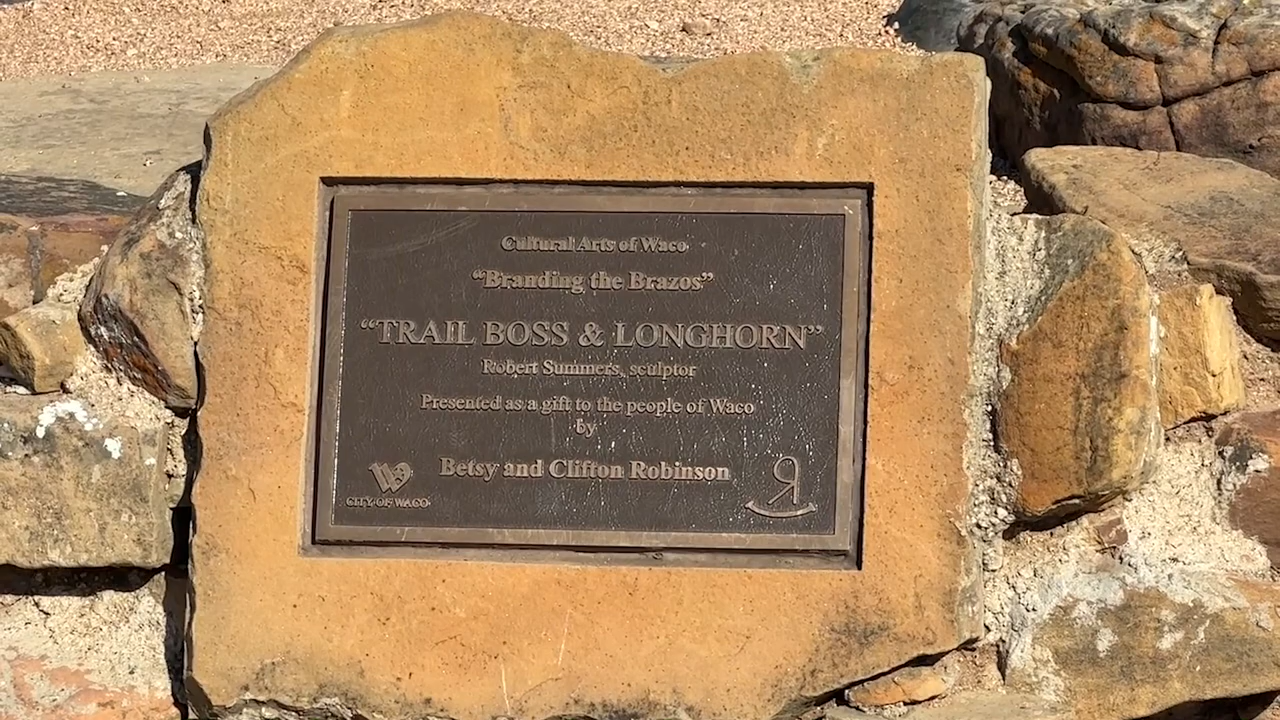 Cultural Arts of Waco
“Branding the Brazos”
“TRAIL BOSS & LONGHORN”
Robert Summers, sculptor
Presented as a gift to the people of Waco
by
Betsy and Clifton Robinson
W
CITY OF WACO